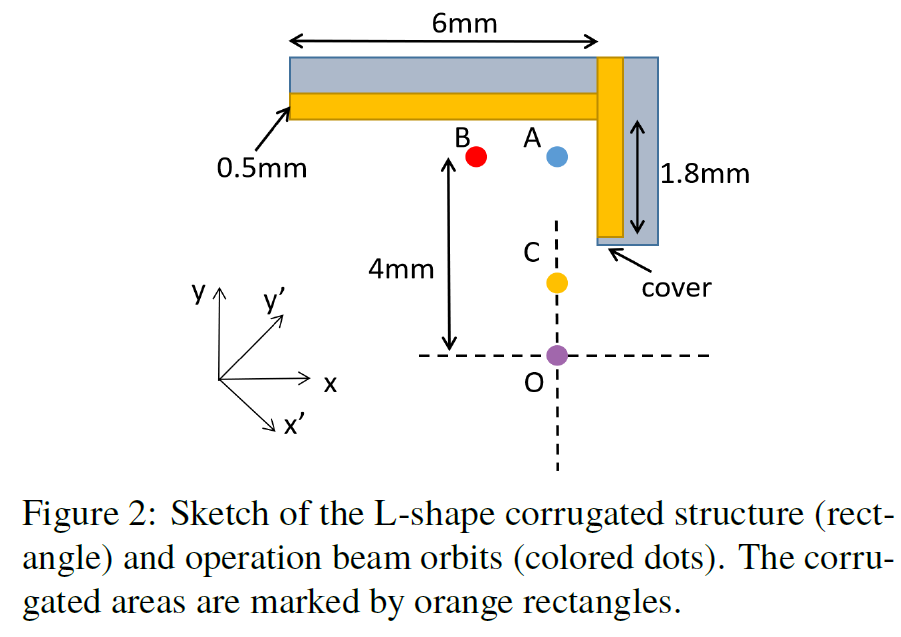 6mm
B
A
0.5mm
1.8mm
C
4mm
cover
y
y’
x
O
x’
Figure 2: Sketch of the L-shape corrugated structure (rect-
angle) and operation beam orbits (colored dots). The corru-
gated areas are marked by orange rectangles.